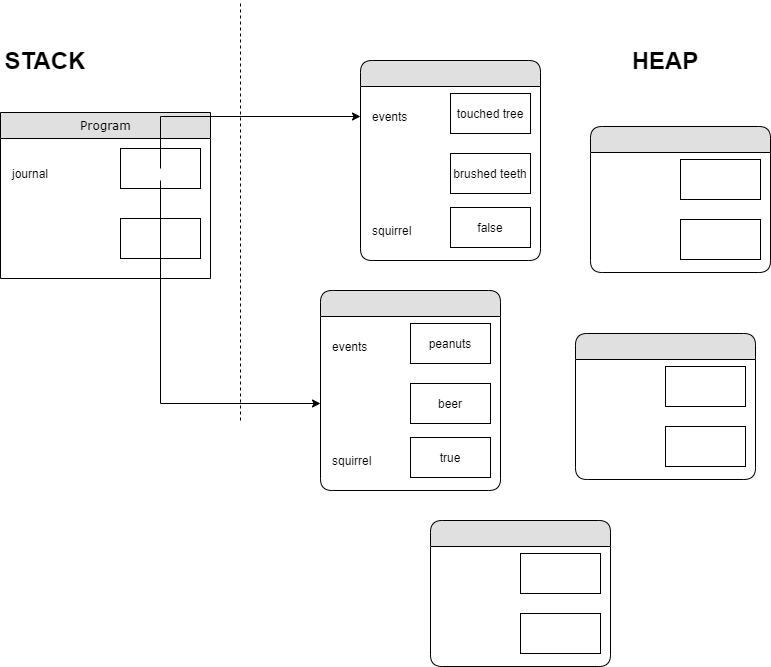 STACK
HEAP
Program
journal
events
touched tree
brushed teeth
squirrel
false
events
peanuts
beer
squirrel
true